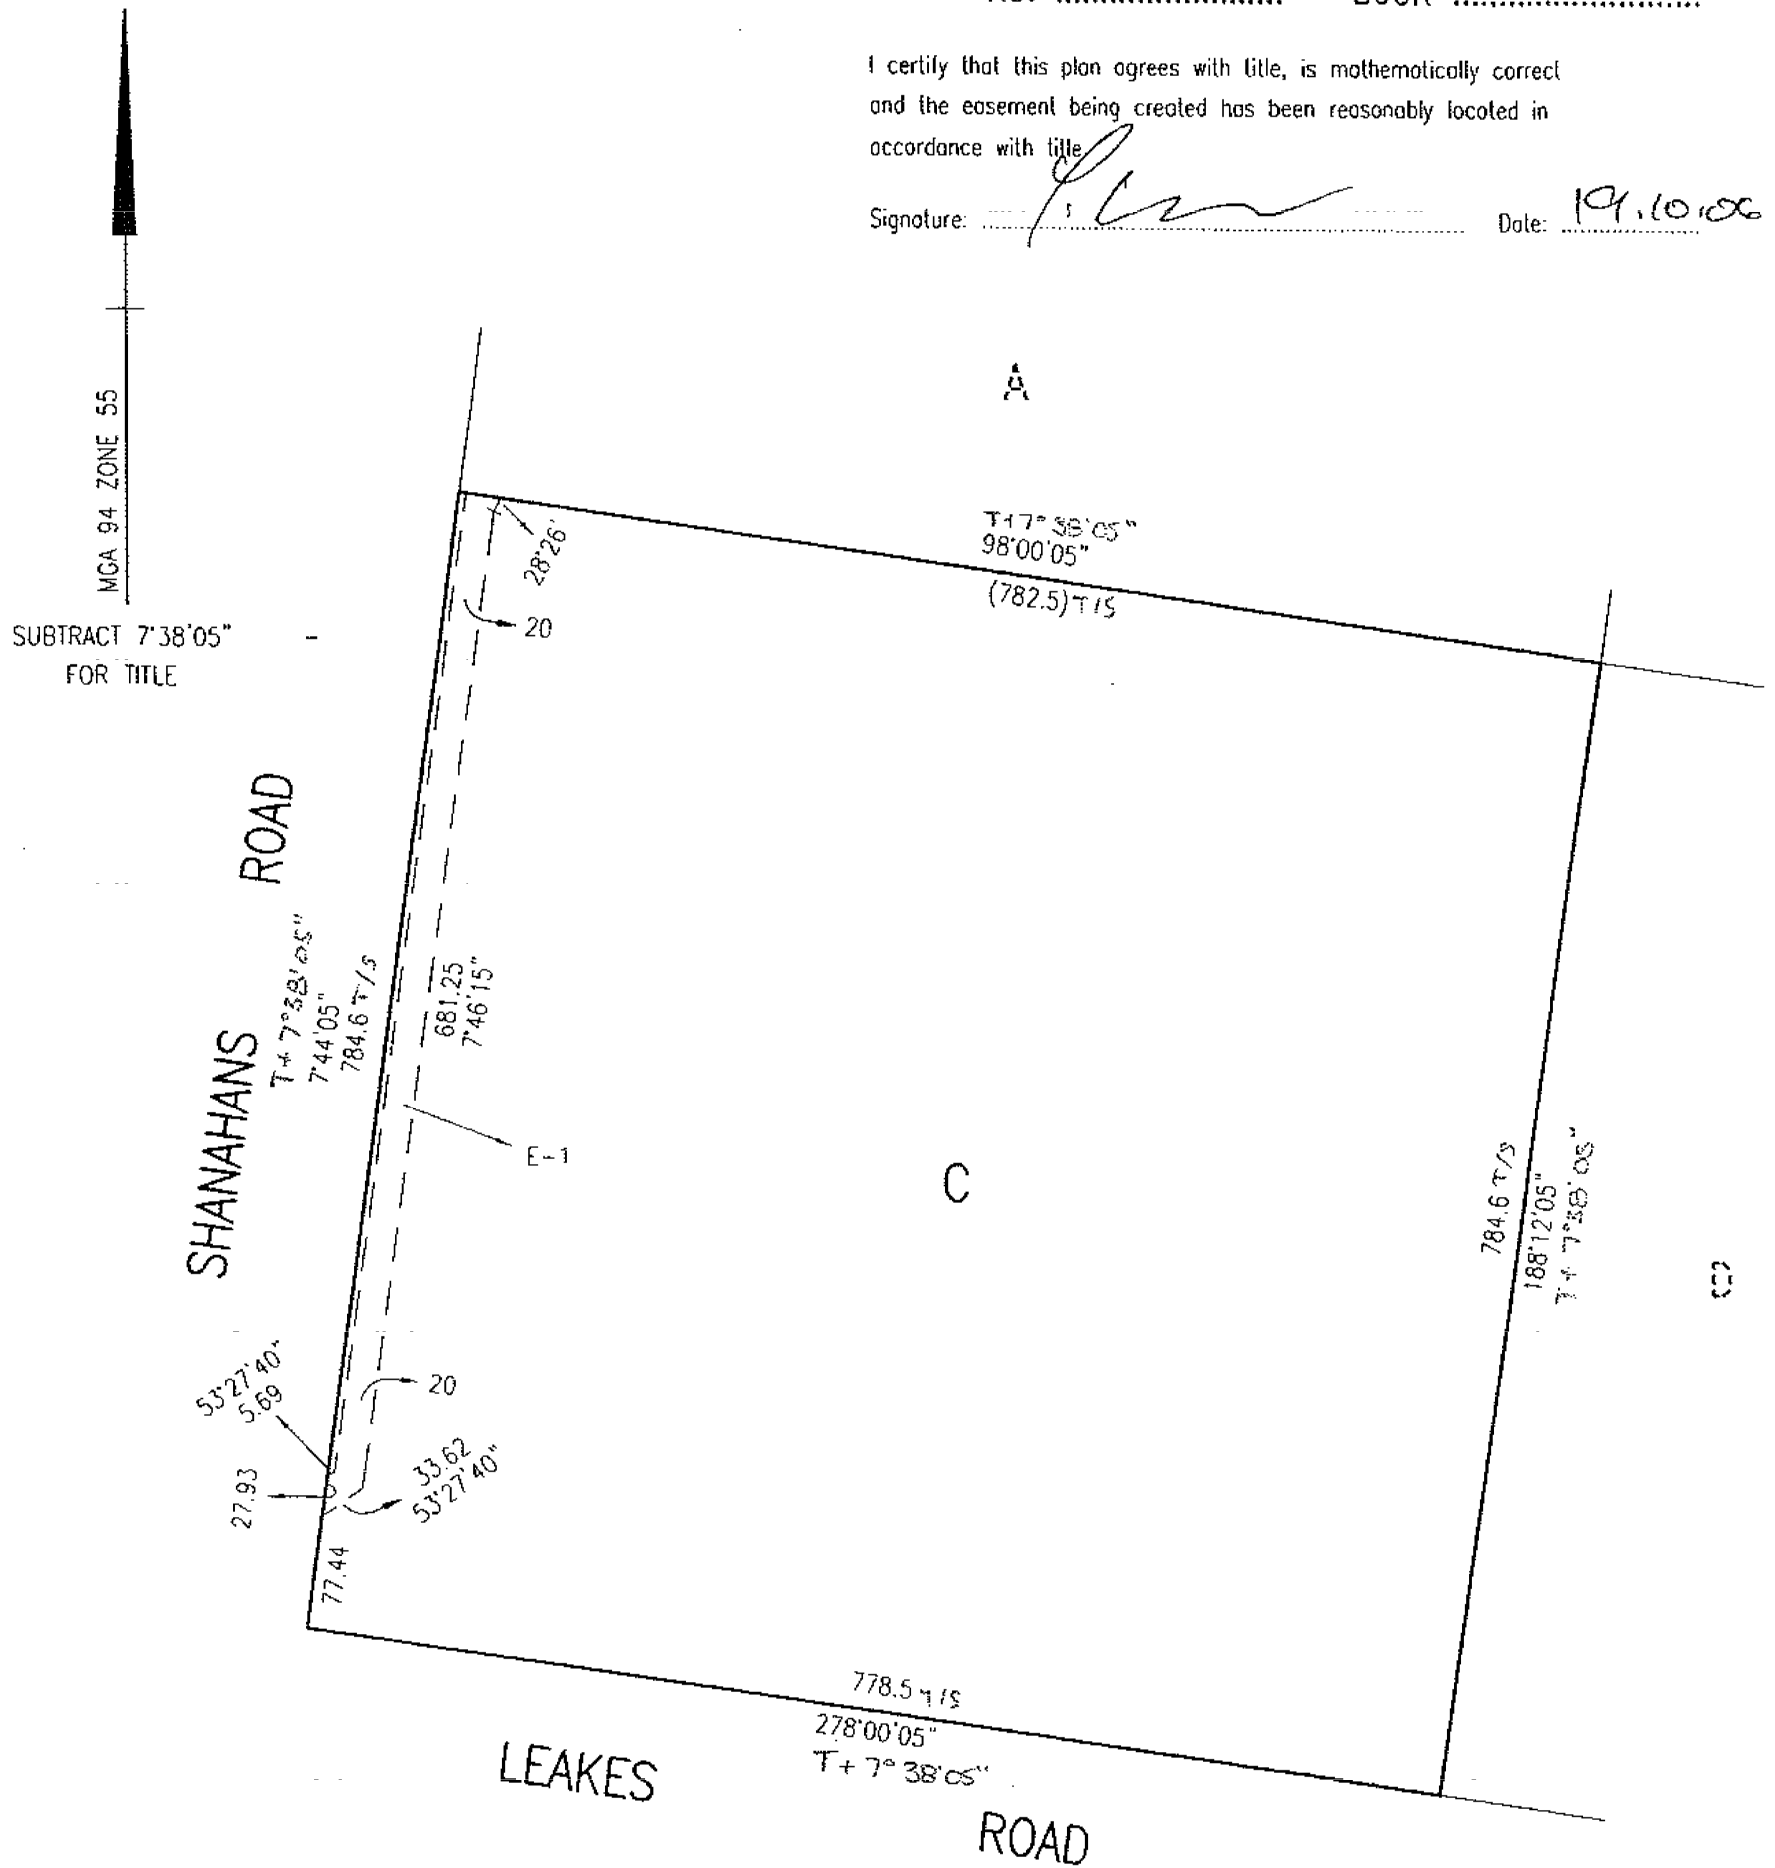 I certify that this plan agrees with title, is mathematically correct
and the easement being created has been reasonably located in
accordance with title.
Signature:
Date: 19.10.06
MGA 94 ZONE 55
SUBTRACT 7°38'05"
FOR TITLE
A
T+7°38'05"
98°00'05"
(782.5) T/S
28°26'
20
SHANAHANS ROAD
T+ 7°38'05"
7°44'05"
784.6 T/S
681.25
7°46'15"
E-1
C
784.6 T/S
188°12'05"
T+ 7°38'05"
53°27'40"
5.69
20
27.93
33.62
53°27'40"
77.44
778.5 T/S
278°00'05"
T+ 7°38'05"
LEAKES ROAD